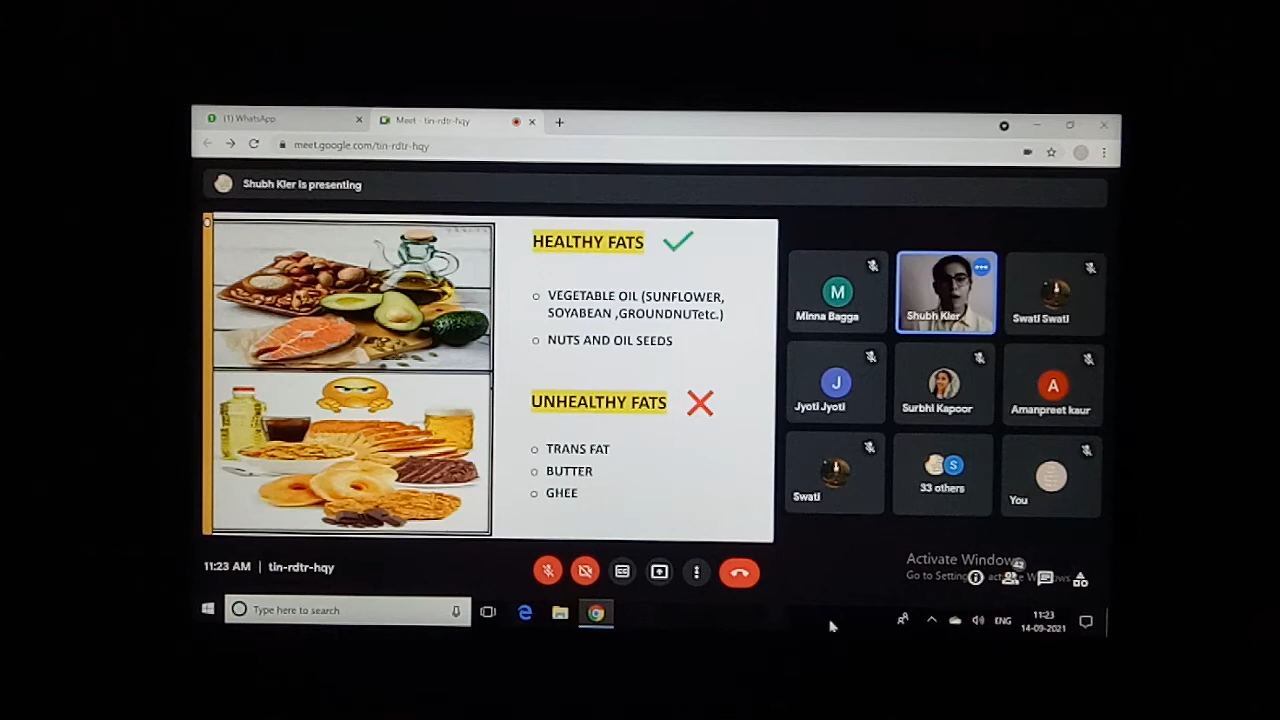 (1) WhatsApp
Meet - tin-rdtr-hqy
meet.google.com/tin-rdtr-hqy
Shubh Kler is presenting
HEALTHY FATS
VEGETABLE OIL (SUNFLOWER,
SOYABEAN ,GROUNDNUTetc.)
NUTS AND OIL SEEDS
UNHEALTHY FATS
TRANS FAT
BUTTER
GHEE
M
Minna Bagga
Shubh Kler
Swati Swati
J
Jyoti Jyoti
Surbhi Kapoor
A
Amanpreet kaur
Swati
S
33 others
You
11:23 AM | tin-rdtr-hqy
Activate Windows
Go to Setting
Type here to search
ENG
11:23
14-09-2021